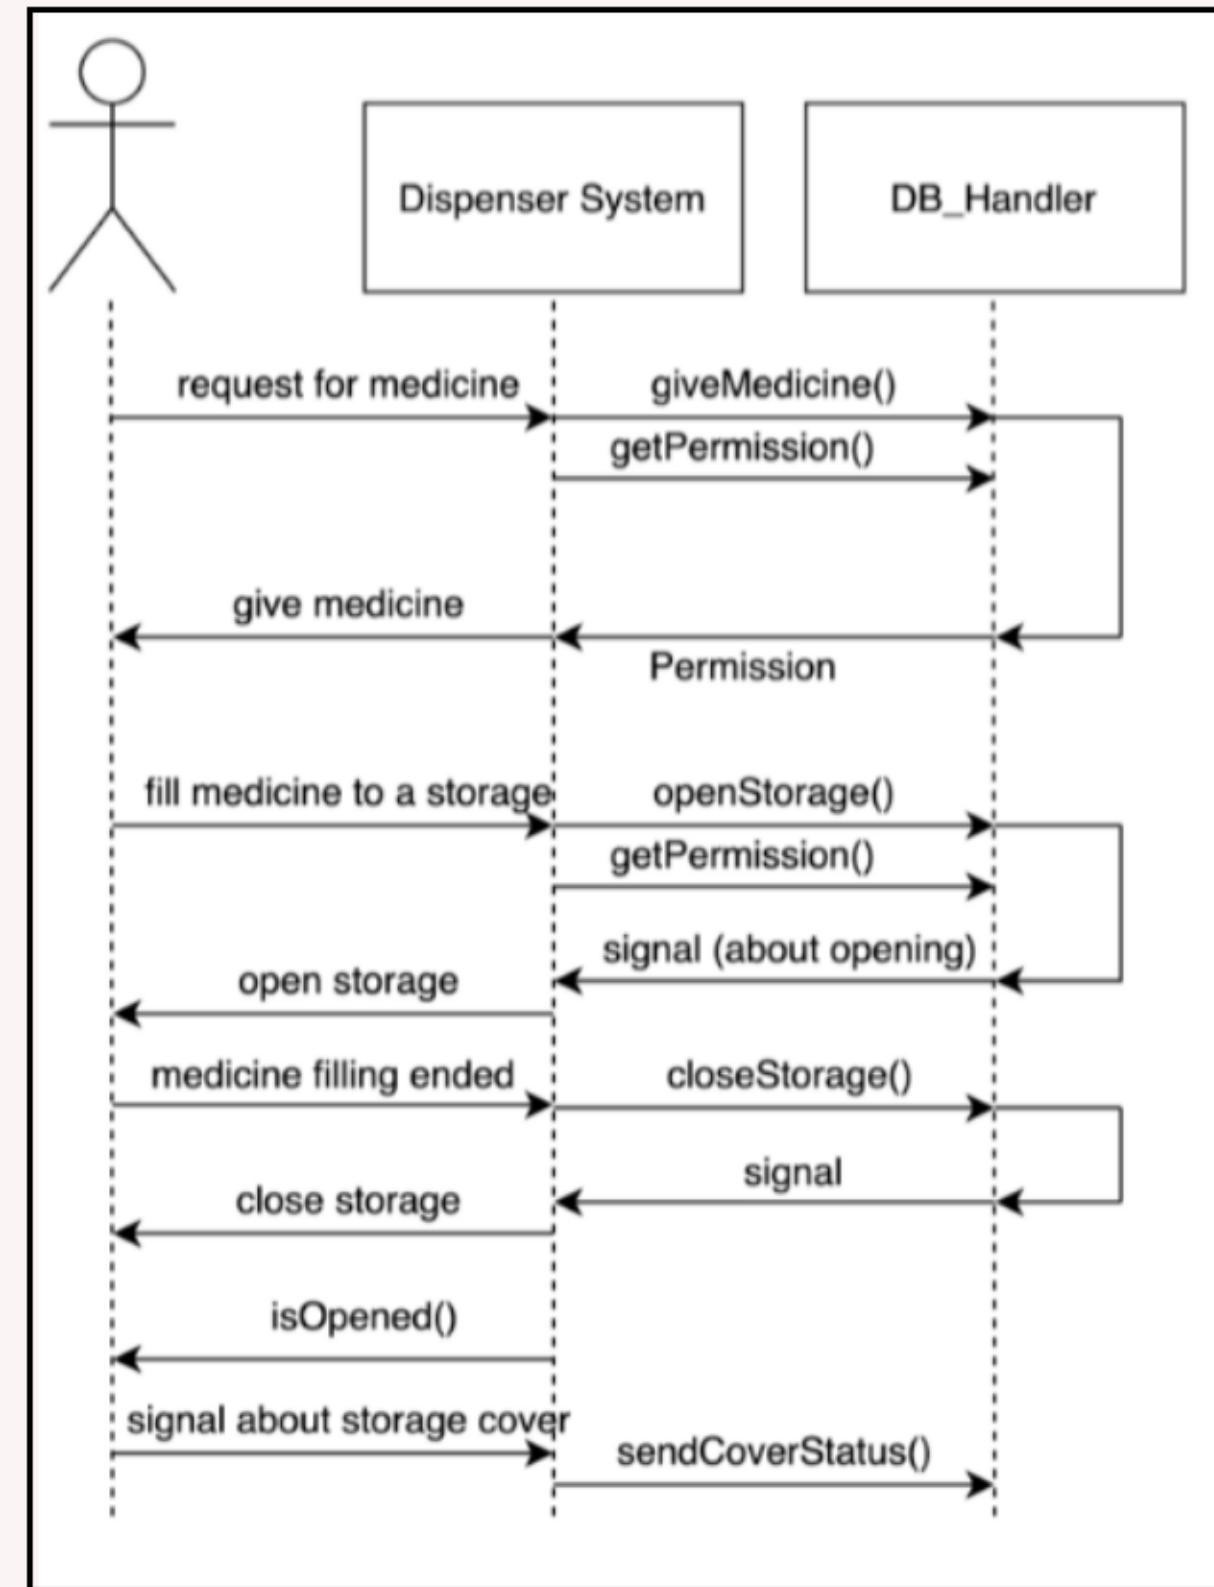 Dispenser System
DB_Handler
request for medicine
giveMedicine()
getPermission()
give medicine
Permission
fill medicine to a storage
openStorage()
getPermission()
signal (about opening)
open storage
medicine filling ended
closeStorage()
signal
close storage
isOpened()
signal about storage cover
sendCoverStatus()